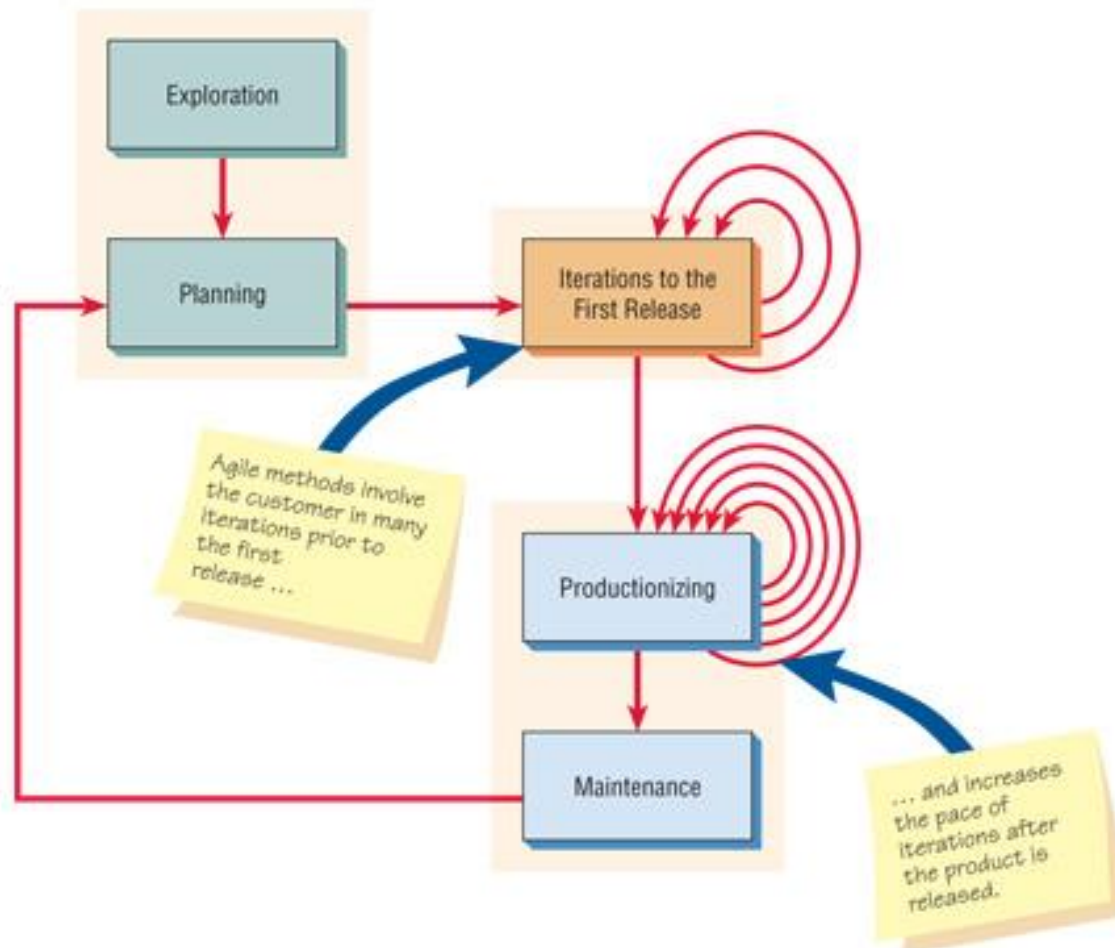 Exploration
Planning
Iterations to the
First Release
Agile methods involve
the customer in many
iterations prior to
the first
release ...
Productionizing
Maintenance
... and increases
the pace of
iterations after
the product is
released.